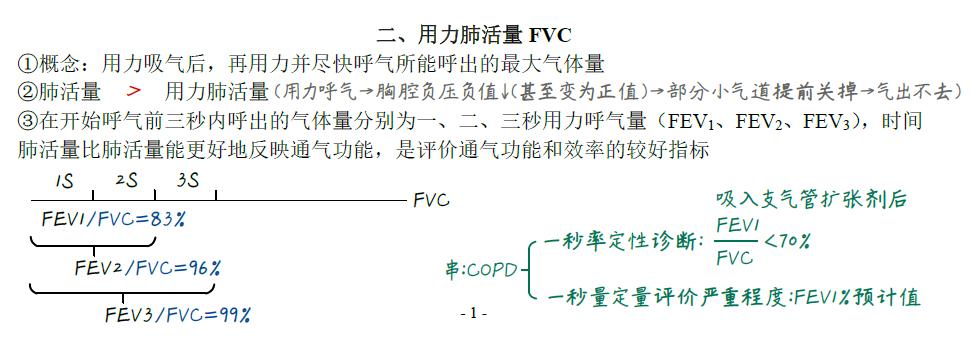 二、用力肺活量 FVC
①概念：用力吸气后，再用力并尽快呼气所能呼出的最大气体量
②肺活量 > 用力肺活量(用力呼气→胸腔负压负值↓(甚至变为正值)→部分小气道提前关掉→气出不去)
③在开始呼气前三秒内呼出的气体量分别为一、二、三秒用力呼气量（FEV₁、FEV₂、FEV₃），时间
肺活量比肺活量能更好地反映通气功能，是评价通气功能和效率的较好指标
1S 2S 3S
FVC
FEV1/FVC=83%
FEV2/FVC=96%
FEV3/FVC=99%
吸入支气管扩张剂后
串:COPD
一秒率定性诊断: FEV1/FVC <70%
一秒量定量评价严重程度:FEV1%预计值
- 1 -